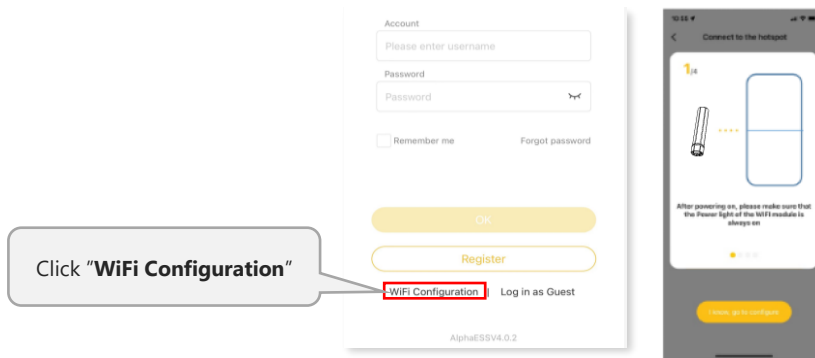 Click "WiFi Configuration"
Account
Please enter username
Password
Password
Remember me
Forgot password
OK
Register
WiFi Configuration | Log in as Guest
AlphaESSV4.0.2
Connect to the hotspot
After powering on, please make sure that
the Power light of the WIFI module is
always on
I know, go to configure